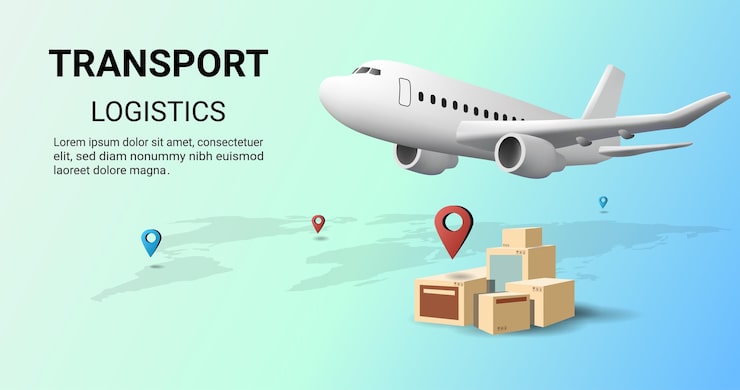 TRANSPORT
LOGISTICS
Lorem ipsum dolor sit amet, consectetuer
elit, sed diam nonummy nibh euismod
laoreet dolore magna.